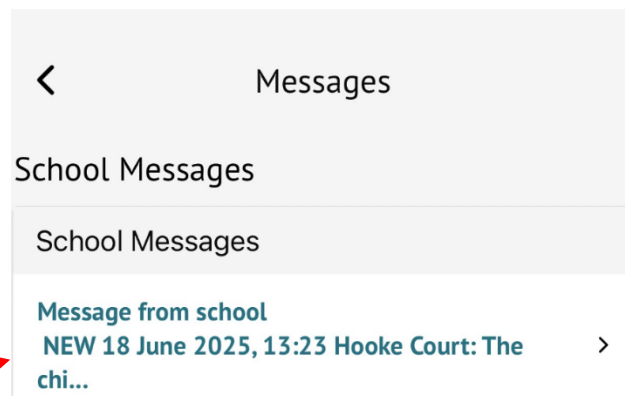 Messages
School Messages
School Messages
Message from school
NEW 18 June 2025, 13:23 Hooke Court: The
chi...